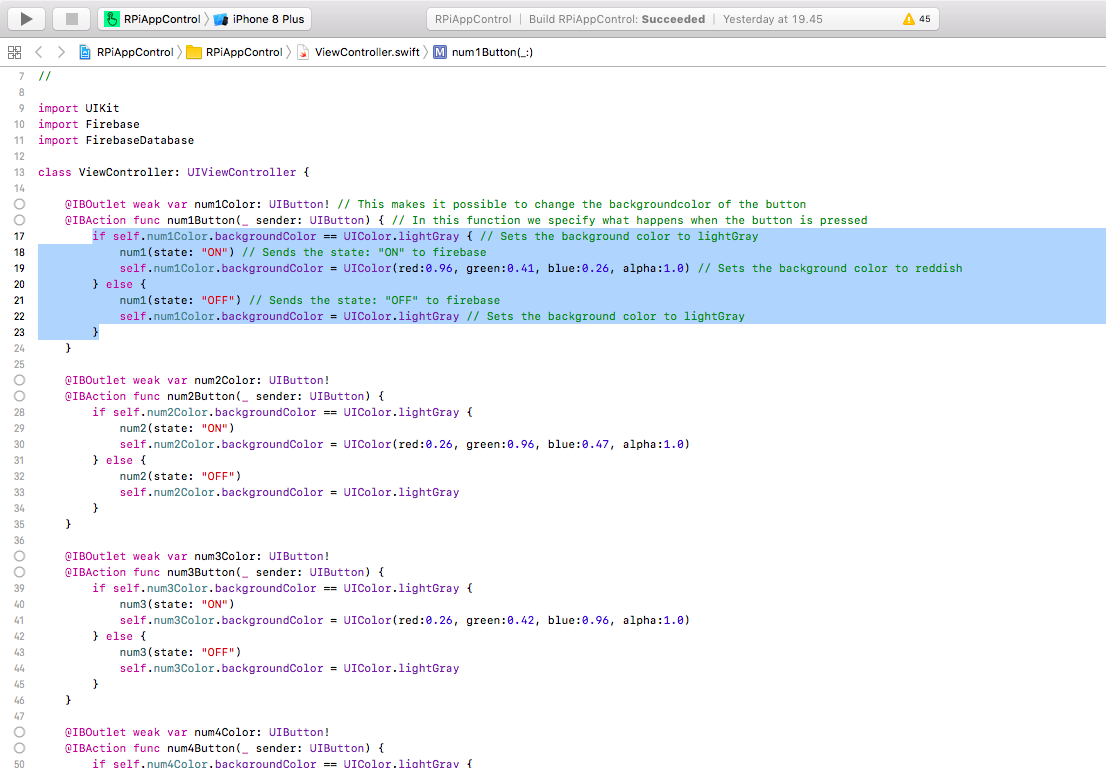 RPiAppControl iPhone 8 Plus RPiAppControl | Build RPiAppControl: Succeeded | Yesterday at 19.45 45
RPiAppControl RPiAppControl ViewController.swift M num1Button(_:)
7 //
8
9 import UIKit
10 import Firebase
11 import FirebaseDatabase
12
13 class ViewController: UIViewController {
14
@IBOutlet weak var num1Color: UIButton! // This makes it possible to change the backgroundcolor of the button
@IBAction func num1Button(_ sender: UIButton) { // In this function we specify what happens when the button is pressed
17 if self.num1Color.backgroundColor == UIColor.lightGray { // Sets the background color to lightGray
18 num1(state: "ON") // Sends the state: "ON" to firebase
19 self.num1Color.backgroundColor = UIColor(red:0.96, green:0.41, blue:0.26, alpha:1.0) // Sets the background color to reddish
20 } else {
21 num1(state: "OFF") // Sends the state: "OFF" to firebase
22 self.num1Color.backgroundColor = UIColor.lightGray // Sets the background color to lightGray
23 }
24 }
25
@IBOutlet weak var num2Color: UIButton!
@IBAction func num2Button(_ sender: UIButton) {
28 if self.num2Color.backgroundColor == UIColor.lightGray {
29 num2(state: "ON")
30 self.num2Color.backgroundColor = UIColor(red:0.26, green:0.96, blue:0.47, alpha:1.0)
31 } else {
32 num2(state: "OFF")
33 self.num2Color.backgroundColor = UIColor.lightGray
34 }
35 }
36
@IBOutlet weak var num3Color: UIButton!
@IBAction func num3Button(_ sender: UIButton) {
39 if self.num3Color.backgroundColor == UIColor.lightGray {
40 num3(state: "ON")
41 self.num3Color.backgroundColor = UIColor(red:0.26, green:0.42, blue:0.96, alpha:1.0)
42 } else {
43 num3(state: "OFF")
44 self.num3Color.backgroundColor = UIColor.lightGray
45 }
46 }
47
@IBOutlet weak var num4Color: UIButton!
@IBAction func num4Button(_ sender: UIButton) {
50 if self.num4Color.backgroundColor == UIColor.lightGray {